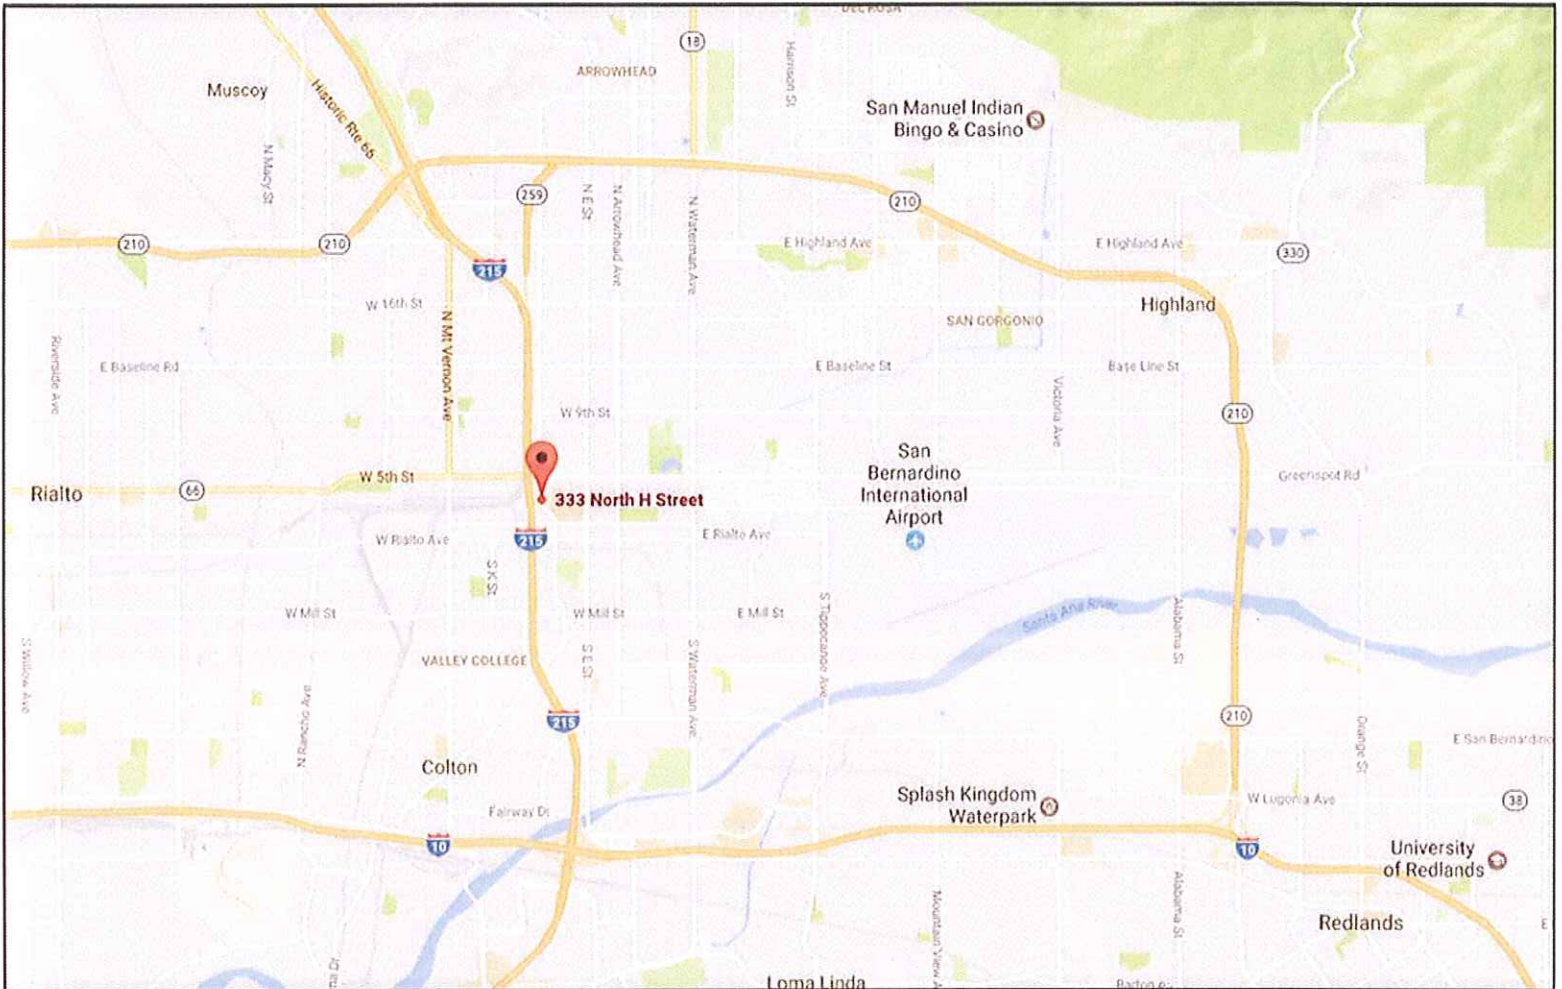 DEL ROSA
18
ARROWHEAD
Harrison St
Muscoy
Historic Rte 66
San Manuel Indian
Bingo & Casino
N Macy St
259
N E St
N Arrowhead Ave
N Waterman Ave
210
210
210
215
E Highland Ave
E Highland Ave
330
W 16th St
N Mt Vernon Ave
SAN GORGONIO
Highland
Riverside Ave
E Baseline Rd
E Baseline St
Base Line St
Victoria Ave
W 9th St
210
San
Bernardino
International
Airport
W 5th St
Greenspot Rd
Rialto
66
333 North H Street
W Rialto Ave
215
E Rialto Ave
S K St
W Mill St
W Mill St
E Mill St
S Tippecanoe Ave
Santa Ana River
Alabama St
S Willow Ave
VALLEY COLLEGE
S E St
S Waterman Ave
N Rancho Ave
215
210
Orange St
E San Bernardino
Colton
Fairway Dr
Splash Kingdom
Waterpark
W Lugonia Ave
38
10
10
University
of Redlands
Mountain View A
Alabama St
Redlands
E
Loma Linda